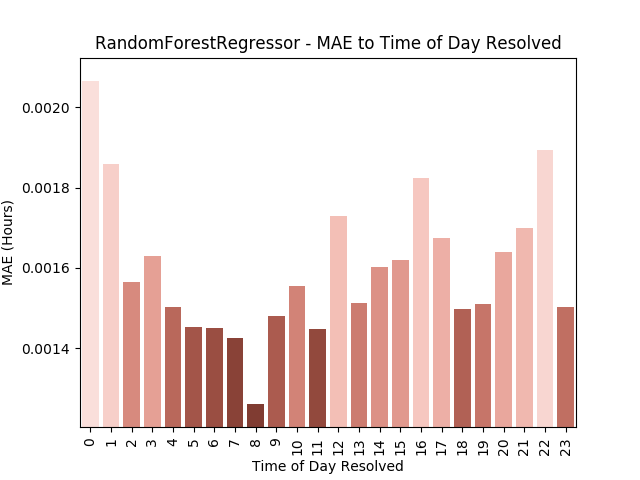 RandomForestRegressor - MAE to Time of Day Resolved
0.0020
0.0018
0.0016
0.0014
MAE (Hours)
0 1 2 3 4 5 6 7 8 9 10 11 12 13 14 15 16 17 18 19 20 21 22 23
Time of Day Resolved